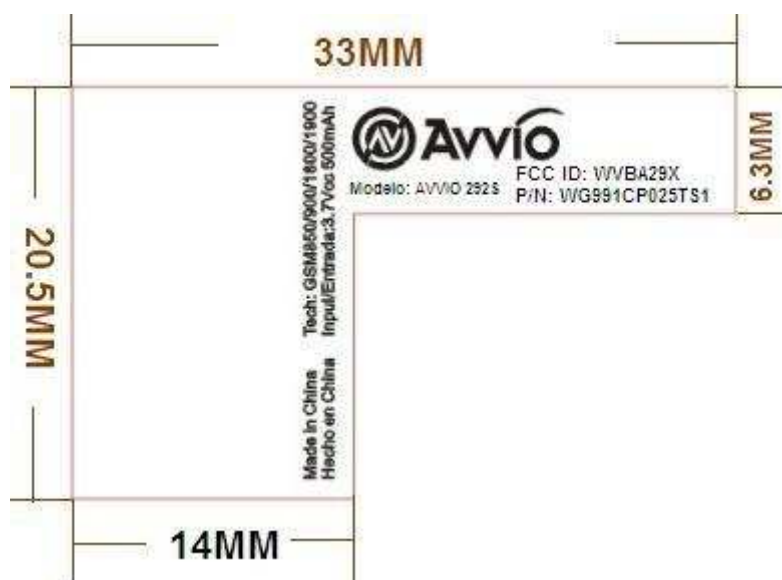 33MM
AVVIO
Modelo: AVVIO 292S
FCC ID: WVBA29X
P/N: WG991CP025TS1
6.3MM
20.5MM
Tech: GSM850/900/1800/1900
Input/Entrada:3.7Vcc 500mAh
Made in China
Hecho en China
14MM